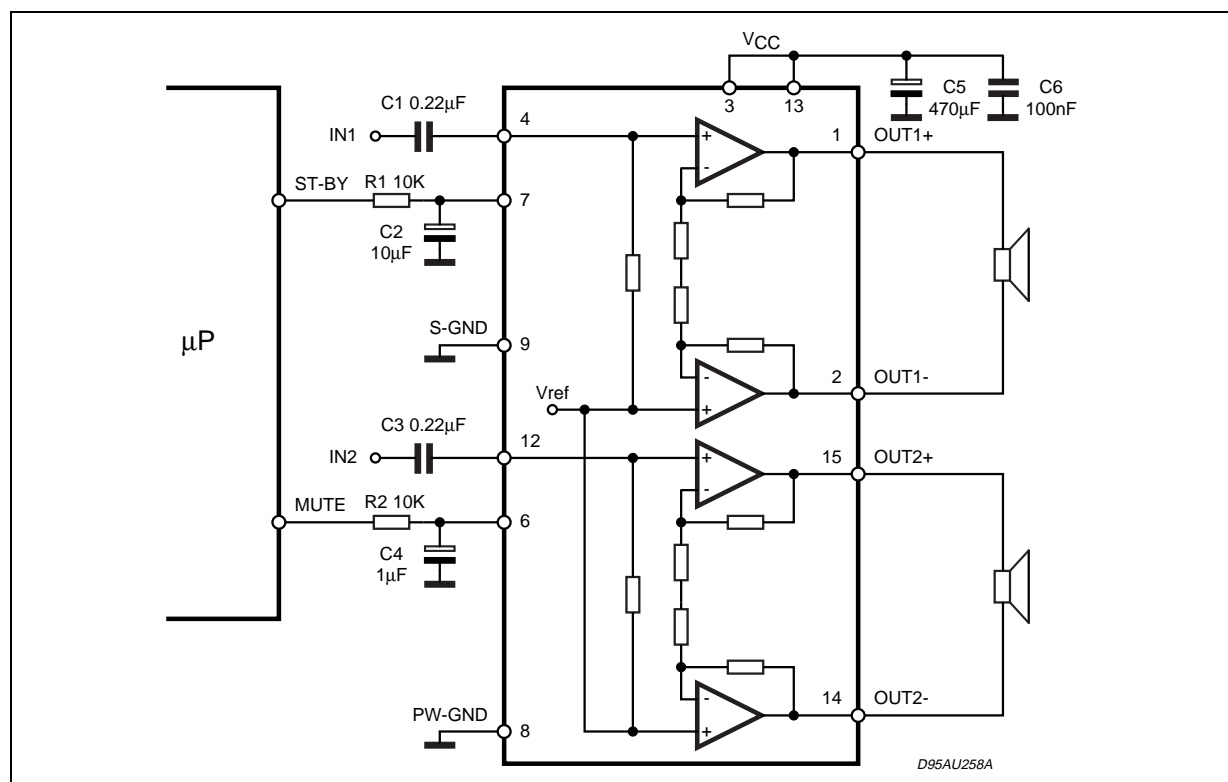 VCC
C1 0.22µF
4
3
13
C5
470µF
C6
100nF
IN1
+
-
1
OUT1+
ST-BY
R1 10K
7
C2
10µF
µP
S-GND
9
-
+
2
OUT1-
Vref
C3 0.22µF
12
IN2
+
-
15
OUT2+
MUTE
R2 10K
6
C4
1µF
-
+
14
OUT2-
PW-GND
8
D95AU258A